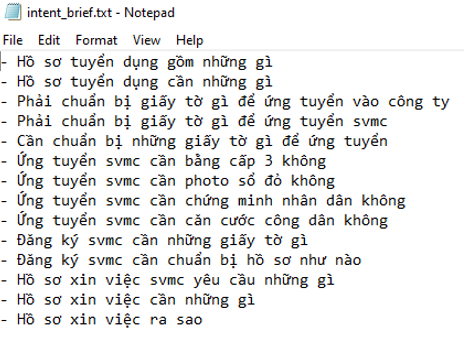 intent_brief.txt - Notepad
File Edit Format View Help
- Hồ sơ tuyển dụng gồm những gì
- Hồ sơ tuyển dụng cần những gì
- Phải chuẩn bị giấy tờ gì để ứng tuyển vào công ty
- Phải chuẩn bị giấy tờ gì để ứng tuyển svmc
- Cần chuẩn bị những giấy tờ gì để ứng tuyển
- Ứng tuyển svmc cần bằng cấp 3 không
- Ứng tuyển svmc cần photo sổ đỏ không
- Ứng tuyển svmc cần chứng minh nhân dân không
- Ứng tuyển svmc cần căn cước công dân không
- Đăng ký svmc cần những giấy tờ gì
- Đăng ký svmc cần chuẩn bị hồ sơ như nào
- Hồ sơ xin việc svmc yêu cầu những gì
- Hồ sơ xin việc cần những gì
- Hồ sơ xin việc ra sao